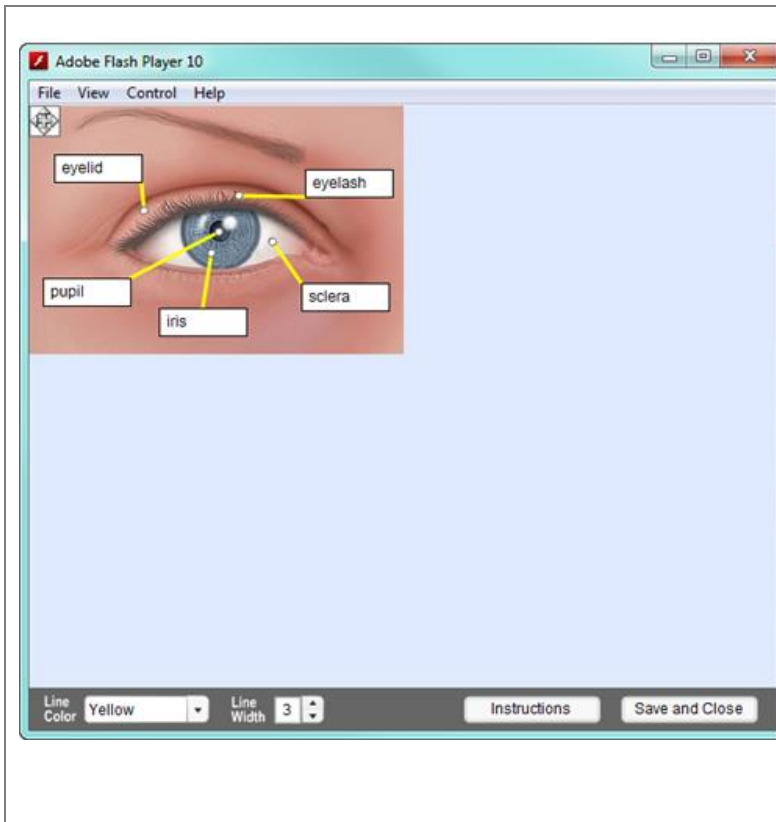 Adobe Flash Player 10
File View Control Help
eyelid
eyelash
pupil
sclera
iris
Line Color
Yellow
Line Width
3
Instructions
Save and Close